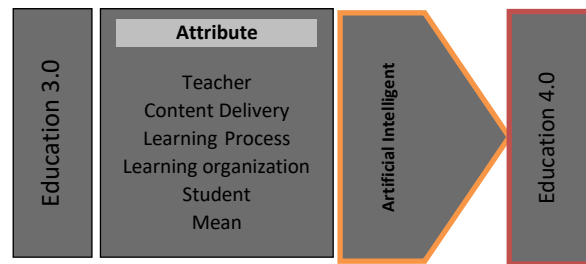 Education 3.0
Attribute
Teacher
Content Delivery
Learning Process
Learning organization
Student
Mean
Artificial Intelligent
Education 4.0